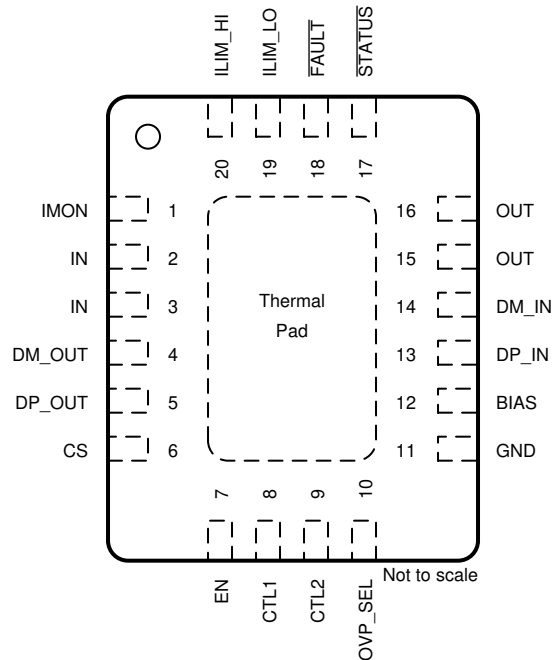 ILIM_HI
ILIM_LO
FAULT
STATUS
20
19
18
17
IMON 1
16 OUT
IN 2
15 OUT
IN 3
14 DM_IN
DM_OUT 4
13 DP_IN
DP_OUT 5
12 BIAS
CS 6
11 GND
Thermal
Pad
7
8
9
10
EN
CTL1
CTL2
OVP_SEL
Not to scale